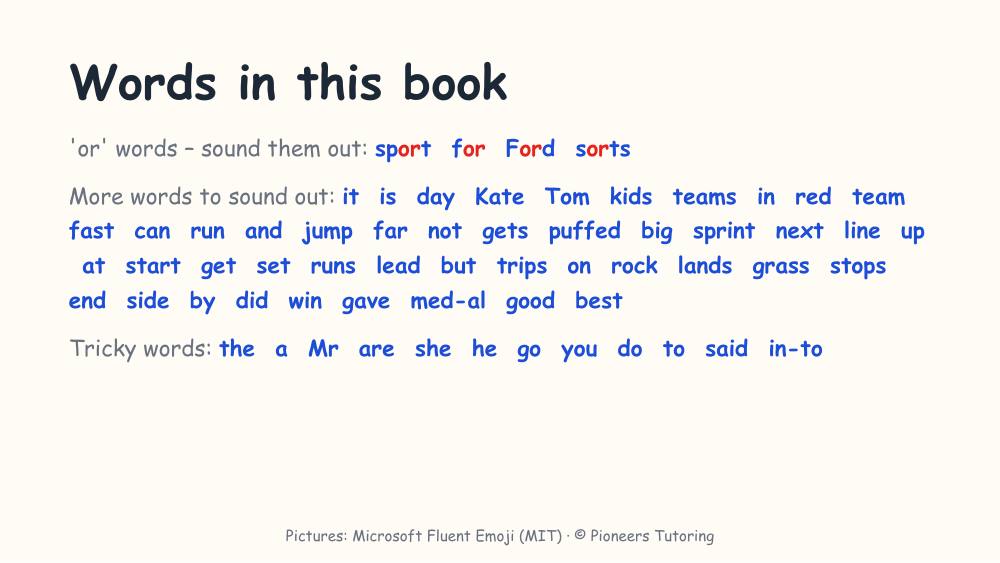 Words in this book
'or' words – sound them out: sport for Ford sorts
More words to sound out: it is day Kate Tom kids teams in red team
fast can run and jump far not gets puffed big sprint next line up
at start get set runs lead but trips on rock lands grass stops
end side by did win gave med-al good best
Tricky words: the a Mr are she he go you do to said in-to
Pictures: Microsoft Fluent Emoji (MIT) · © Pioneers Tutoring